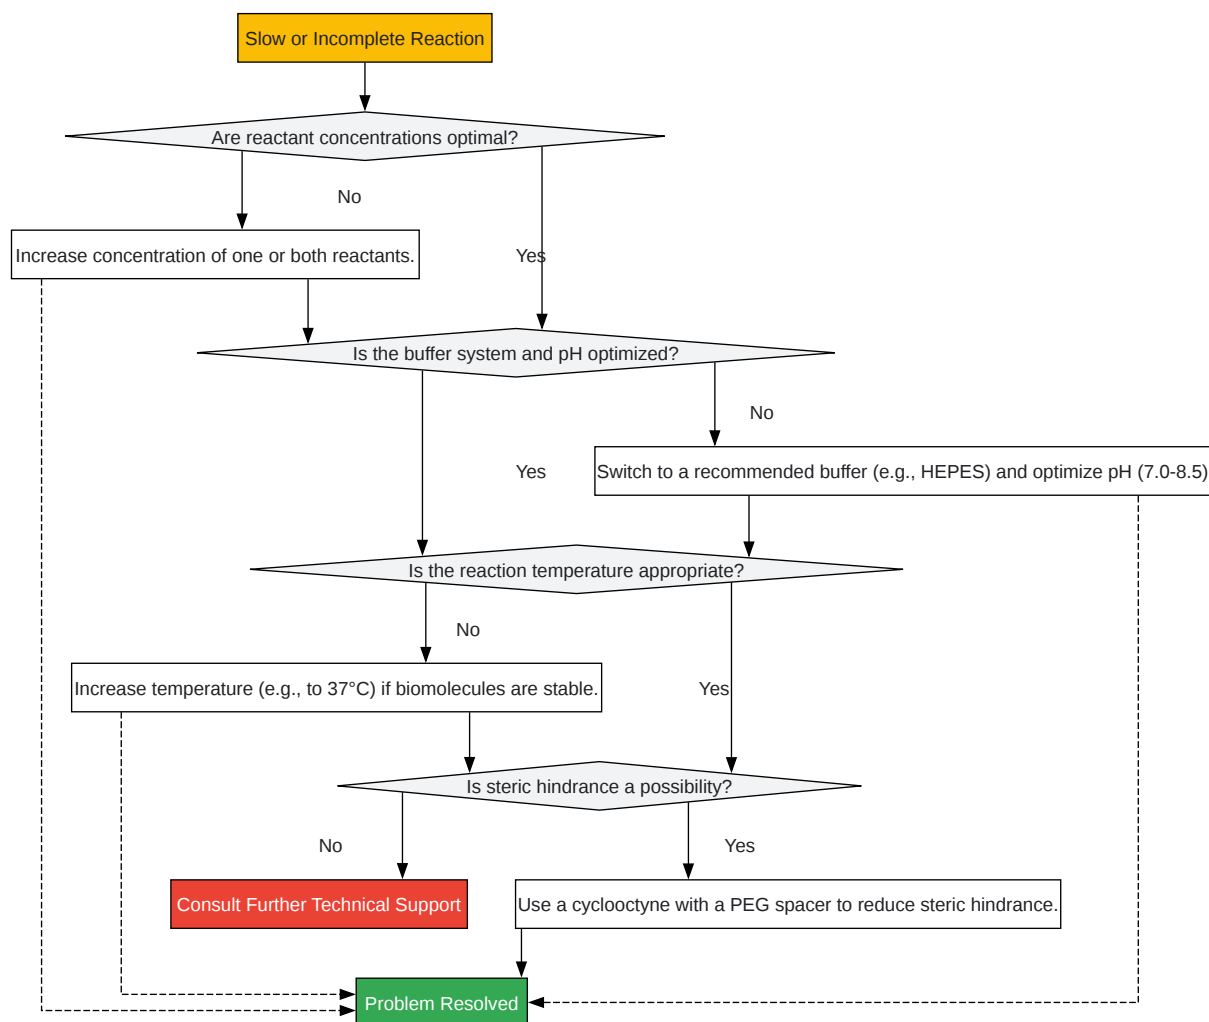 Slow or Incomplete Reaction
Are reactant concentrations optimal?
No
Increase concentration of one or both reactants.
Yes
Is the buffer system and pH optimized?
No
Yes
Switch to a recommended buffer (e.g., HEPES) and optimize pH (7.0-8.5)
Is the reaction temperature appropriate?
No
Increase temperature (e.g., to 37°C) if biomolecules are stable.
Yes
Is steric hindrance a possibility?
No
Yes
Consult Further Technical Support
Use a cyclooctyne with a PEG spacer to reduce steric hindrance.
Problem Resolved